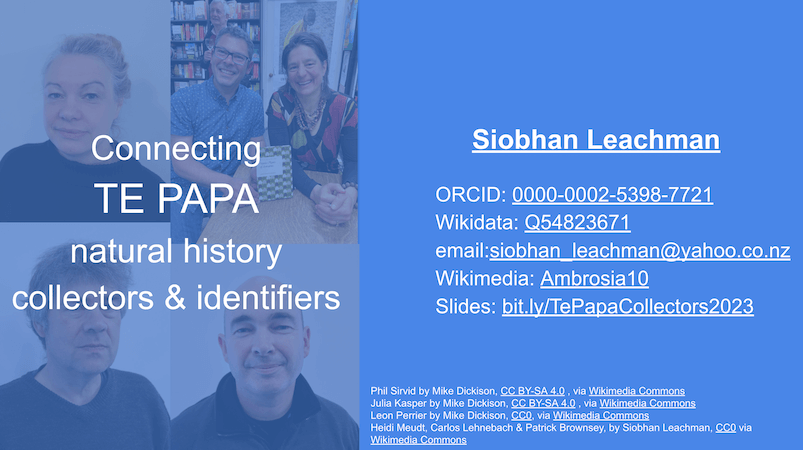 Connecting
TE PAPA
natural history
collectors & identifiers
Siobhan Leachman
ORCID: 0000-0002-5398-7721
Wikidata: Q54823671
email:siobhan_leachman@yahoo.co.nz
Wikimedia: Ambrosia10
Slides: bit.ly/TePapaCollectors2023
Phil Sirvid by Mike Dickison, CC BY-SA 4.0 , via Wikimedia Commons
Julia Kasper by Mike Dickison, CC BY-SA 4.0 , via Wikimedia Commons
Leon Perrier by Mike Dickison, CC0, via Wikimedia Commons
Heidi Meudt, Carlos Lehnebach & Patrick Brownsey, by Siobhan Leachman, CC0 via
Wikimedia Commons